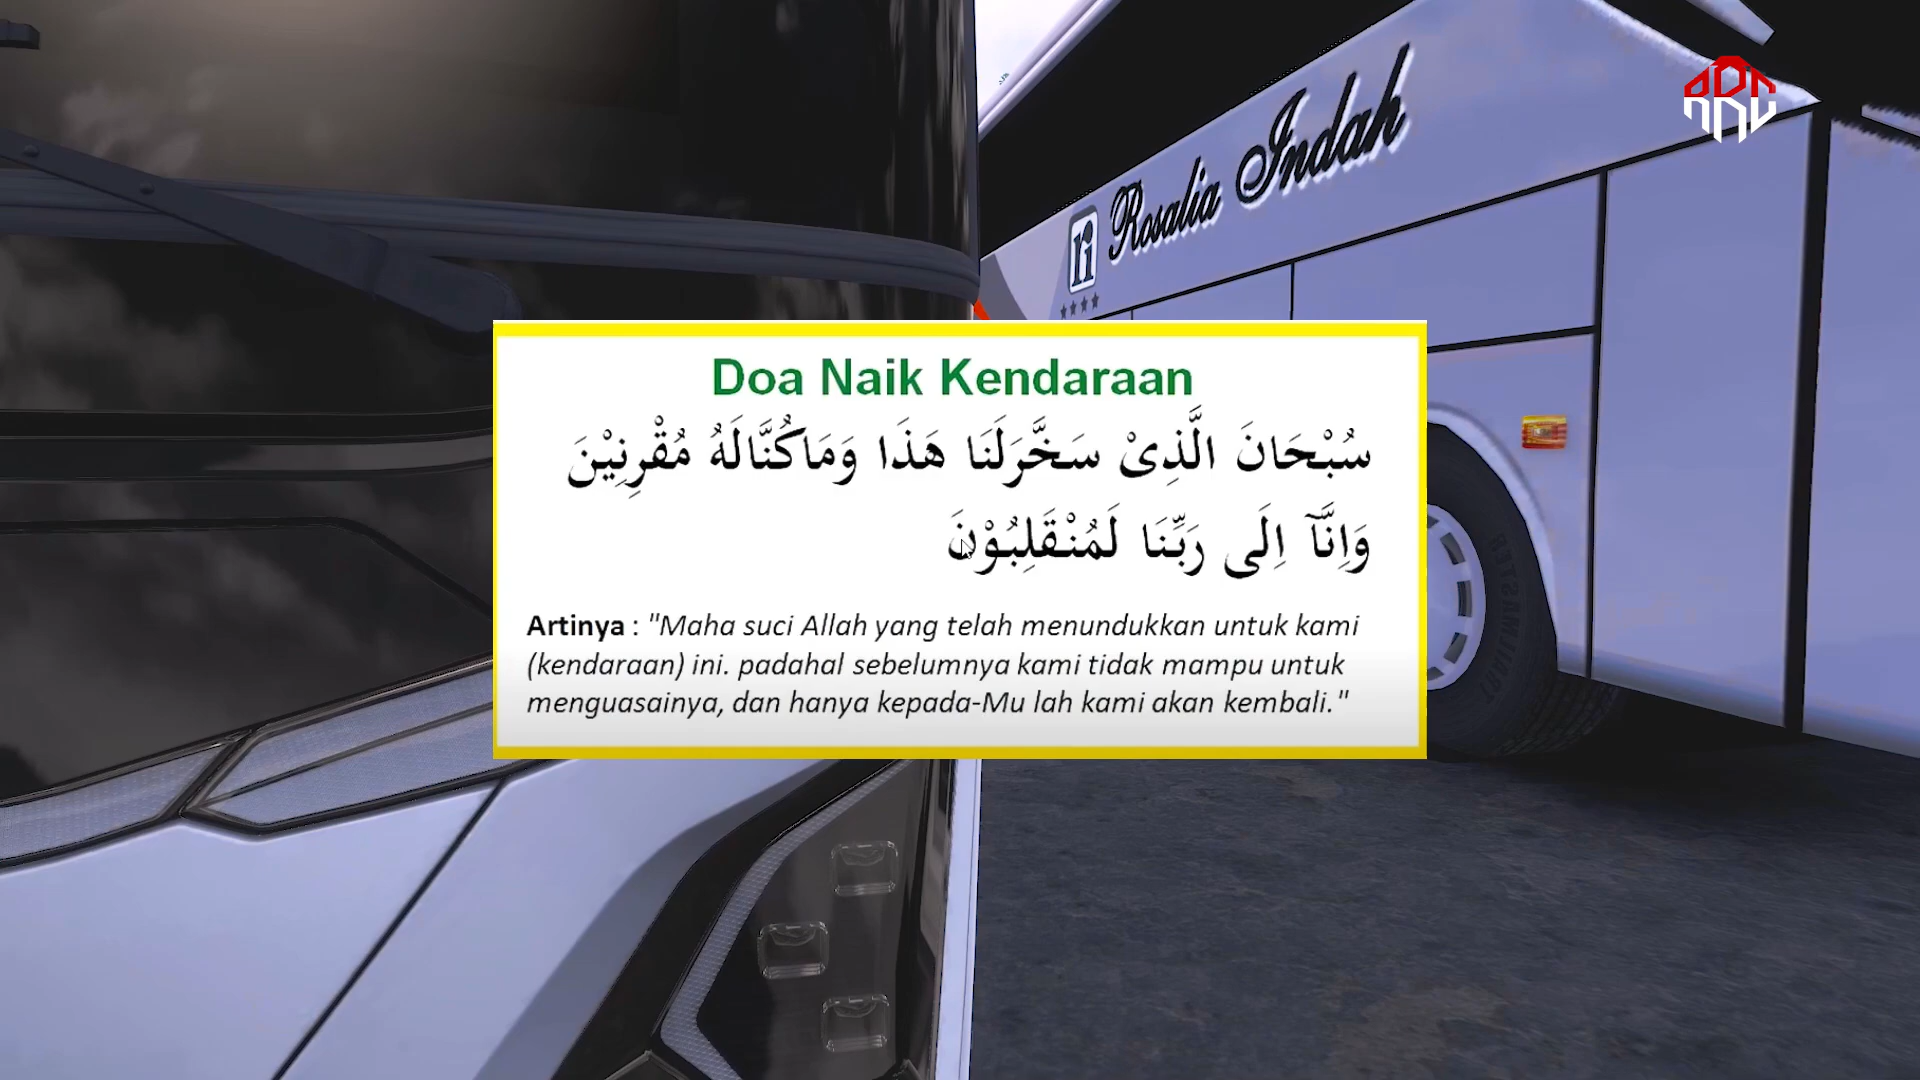 Rosalia Indah
ri
Doa Naik Kendaraan
سُبْحَانَ الَّذِىْ سَخَّرَلَنَا هَذَا وَمَاكُنَّالَهُ مُقْرِنِيْنَ
وَاِنَّآ اِلَى رَبِّنَا لَمُنْقَلِبُوْنَ
Artinya : "Maha suci Allah yang telah menundukkan untuk kami
(kendaraan) ini. padahal sebelumnya kami tidak mampu untuk
menguasainya, dan hanya kepada-Mu lah kami akan kembali."